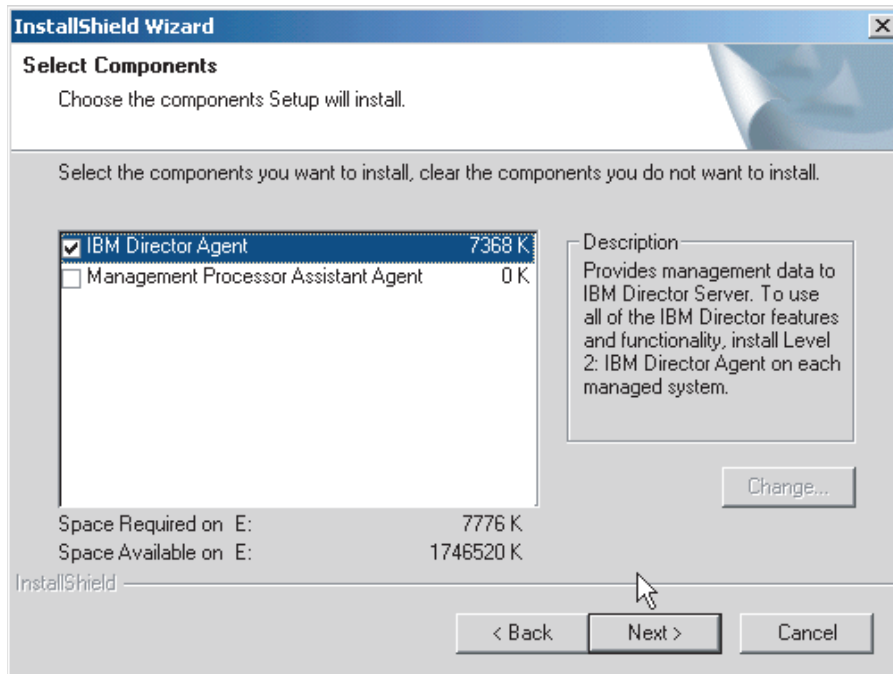 InstallShield Wizard
Select Components
Choose the components Setup will install.
Select the components you want to install, clear the components you do not want to install.
IBM Director Agent 7368 K
Management Processor Assistant Agent 0 K
Description
Provides management data to
IBM Director Server. To use
all of the IBM Director features
and functionality, install Level
2: IBM Director Agent on each
managed system.
Change...
Space Required on E: 7776 K
Space Available on E: 1746520 K
InstallShield
< Back Next > Cancel